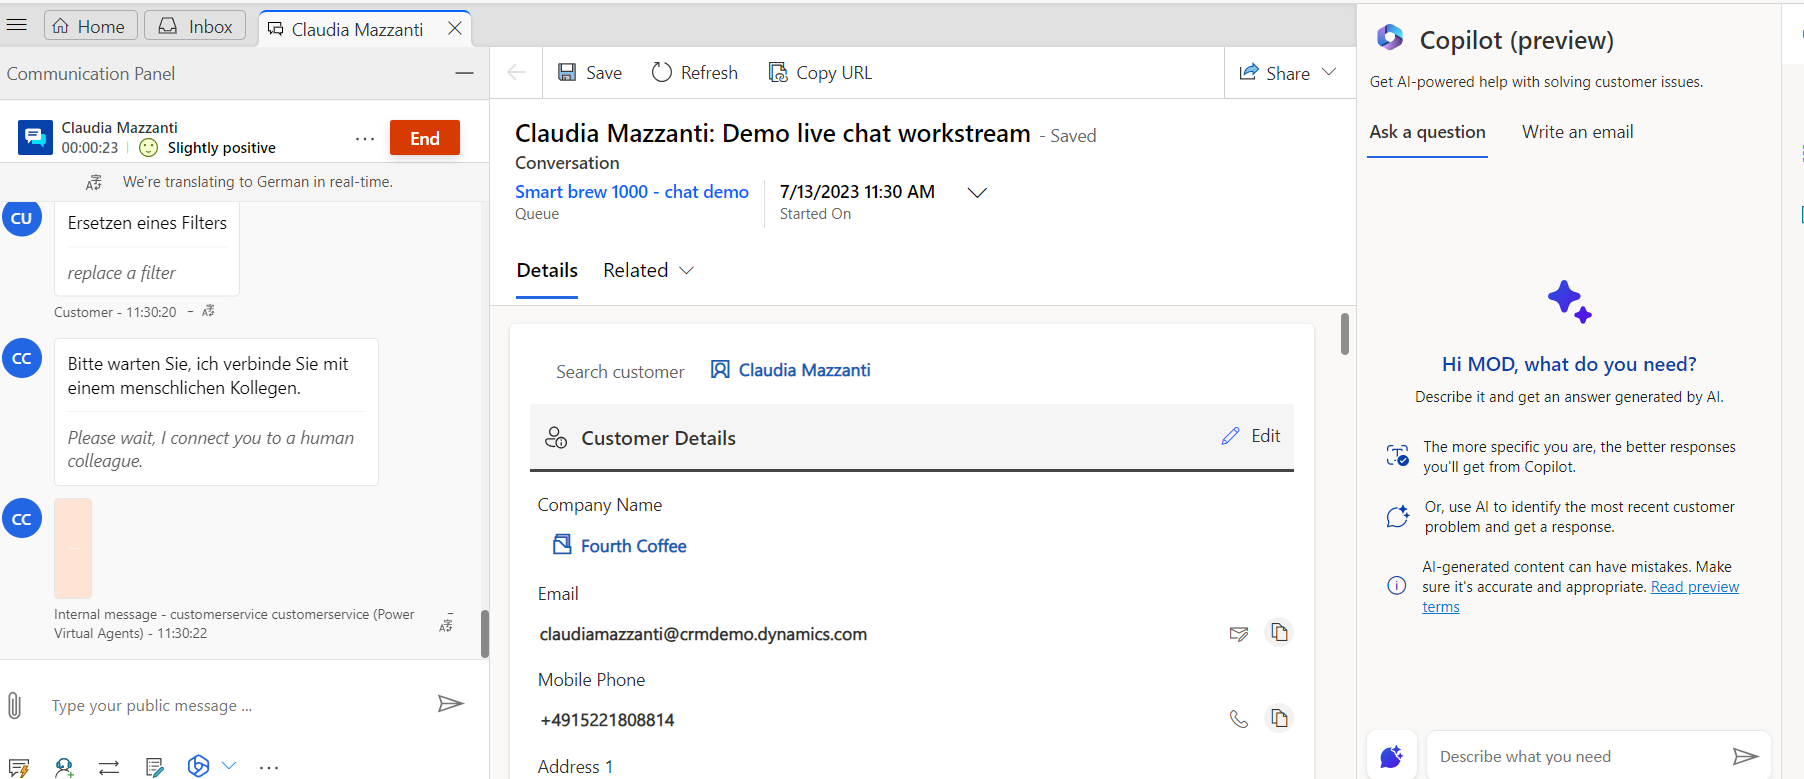 Home
Inbox
Claudia Mazzanti
Communication Panel
Claudia Mazzanti
00:00:23
Slightly positive
End
We're translating to German in real-time.
CU
Ersetzen eines Filters
replace a filter
Customer - 11:30:20 -
CC
Bitte warten Sie, ich verbinde Sie mit
einem menschlichen Kollegen.
Please wait, I connect you to a human
colleague.
CC
Internal message - customerservice customerservice (Power
Virtual Agents) - 11:30:22 -
Type your public message ...
Save
Refresh
Copy URL
Share
Claudia Mazzanti: Demo live chat workstream - Saved
Conversation
Smart brew 1000 - chat demo
Queue
7/13/2023 11:30 AM
Started On
Details
Related
Search customer
Claudia Mazzanti
Customer Details
Edit
Company Name
Fourth Coffee
Email
claudiamazzanti@crmdemo.dynamics.com
Mobile Phone
+4915221808814
Address 1
Copilot (preview)
Get AI-powered help with solving customer issues.
Ask a question
Write an email
Hi MOD, what do you need?
Describe it and get an answer generated by AI.
The more specific you are, the better responses
you'll get from Copilot.
Or, use AI to identify the most recent customer
problem and get a response.
AI-generated content can have mistakes. Make
sure it's accurate and appropriate. Read preview
terms
Describe what you need